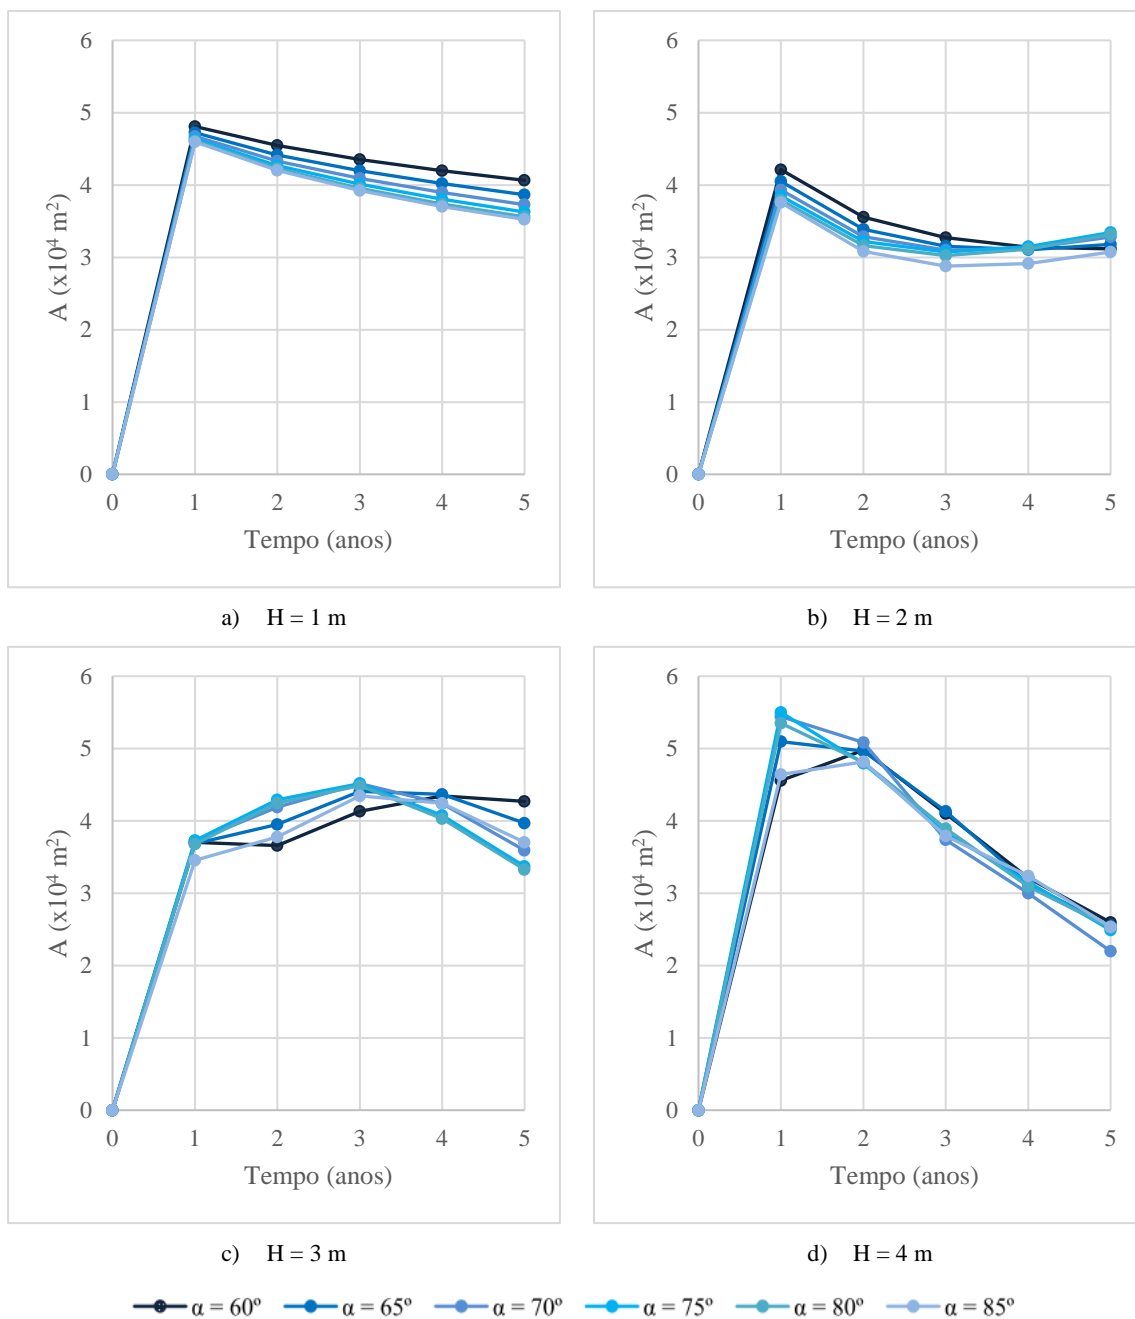 6
5
4
3
2
1
0
A (x10⁴ m²)
0 1 2 3 4 5
Tempo (anos)
a) H = 1 m
6
5
4
3
2
1
0
A (x10⁴ m²)
0 1 2 3 4 5
Tempo (anos)
b) H = 2 m
6
5
4
3
2
1
0
A (x10⁴ m²)
0 1 2 3 4 5
Tempo (anos)
c) H = 3 m
6
5
4
3
2
1
0
A (x10⁴ m²)
0 1 2 3 4 5
Tempo (anos)
d) H = 4 m
α = 60º α = 65º α = 70º α = 75º α = 80º α = 85º